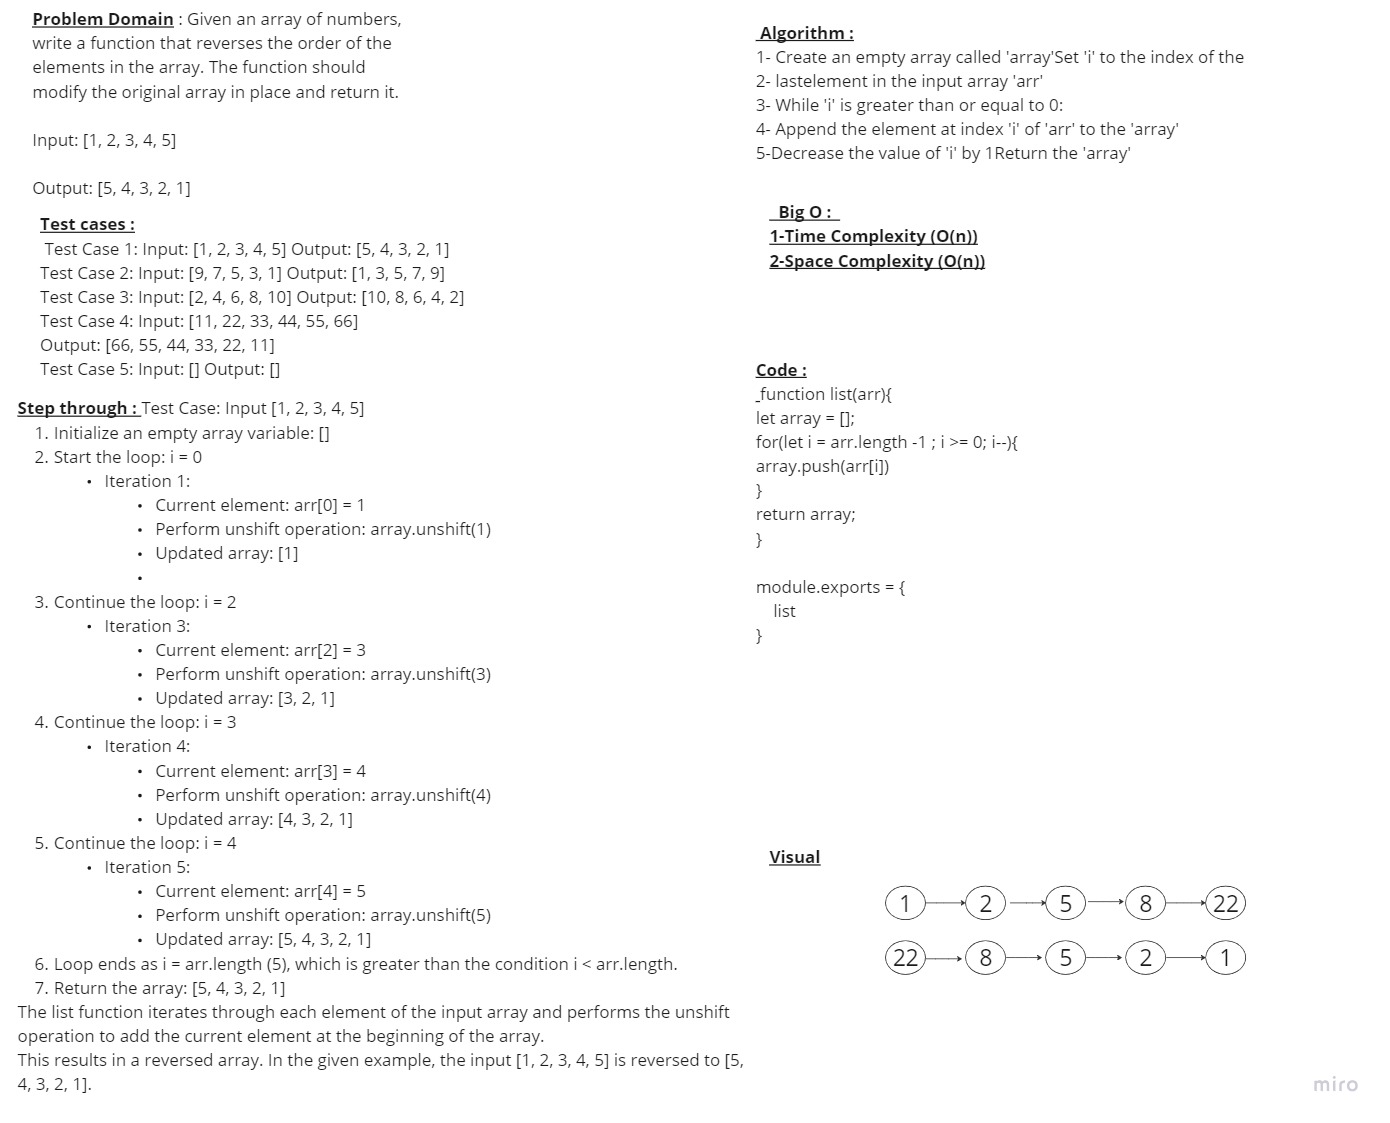 Problem Domain : Given an array of numbers,
write a function that reverses the order of the
elements in the array. The function should
modify the original array in place and return it.
Input: [1, 2, 3, 4, 5]
Output: [5, 4, 3, 2, 1]
Test cases :
Test Case 1: Input: [1, 2, 3, 4, 5] Output: [5, 4, 3, 2, 1]
Test Case 2: Input: [9, 7, 5, 3, 1] Output: [1, 3, 5, 7, 9]
Test Case 3: Input: [2, 4, 6, 8, 10] Output: [10, 8, 6, 4, 2]
Test Case 4: Input: [11, 22, 33, 44, 55, 66]
Output: [66, 55, 44, 33, 22, 11]
Test Case 5: Input: [] Output: []
Step through : Test Case: Input [1, 2, 3, 4, 5]
1. Initialize an empty array variable: []
2. Start the loop: i = 0
• Iteration 1:
• Current element: arr[0] = 1
• Perform unshift operation: array.unshift(1)
• Updated array: [1]
•
3. Continue the loop: i = 2
• Iteration 3:
• Current element: arr[2] = 3
• Perform unshift operation: array.unshift(3)
• Updated array: [3, 2, 1]
4. Continue the loop: i = 3
• Iteration 4:
• Current element: arr[3] = 4
• Perform unshift operation: array.unshift(4)
• Updated array: [4, 3, 2, 1]
5. Continue the loop: i = 4
• Iteration 5:
• Current element: arr[4] = 5
• Perform unshift operation: array.unshift(5)
• Updated array: [5, 4, 3, 2, 1]
6. Loop ends as i = arr.length (5), which is greater than the condition i < arr.length.
7. Return the array: [5, 4, 3, 2, 1]
The list function iterates through each element of the input array and performs the unshift
operation to add the current element at the beginning of the array.
This results in a reversed array. In the given example, the input [1, 2, 3, 4, 5] is reversed to [5,
4, 3, 2, 1].
Algorithm :
1- Create an empty array called 'array'Set 'i' to the index of the
2- lastelement in the input array 'arr'
3- While 'i' is greater than or equal to 0:
4- Append the element at index 'i' of 'arr' to the 'array'
5-Decrease the value of 'i' by 1Return the 'array'
Big O :
1-Time Complexity (O(n))
2-Space Complexity (O(n))
Code :
function list(arr){
let array = [];
for(let i = arr.length -1 ; i >= 0; i--){
array.push(arr[i])
}
return array;
}
module.exports = {
list
}
Visual
1 2 5 8 22
22 8 5 2 1
miro